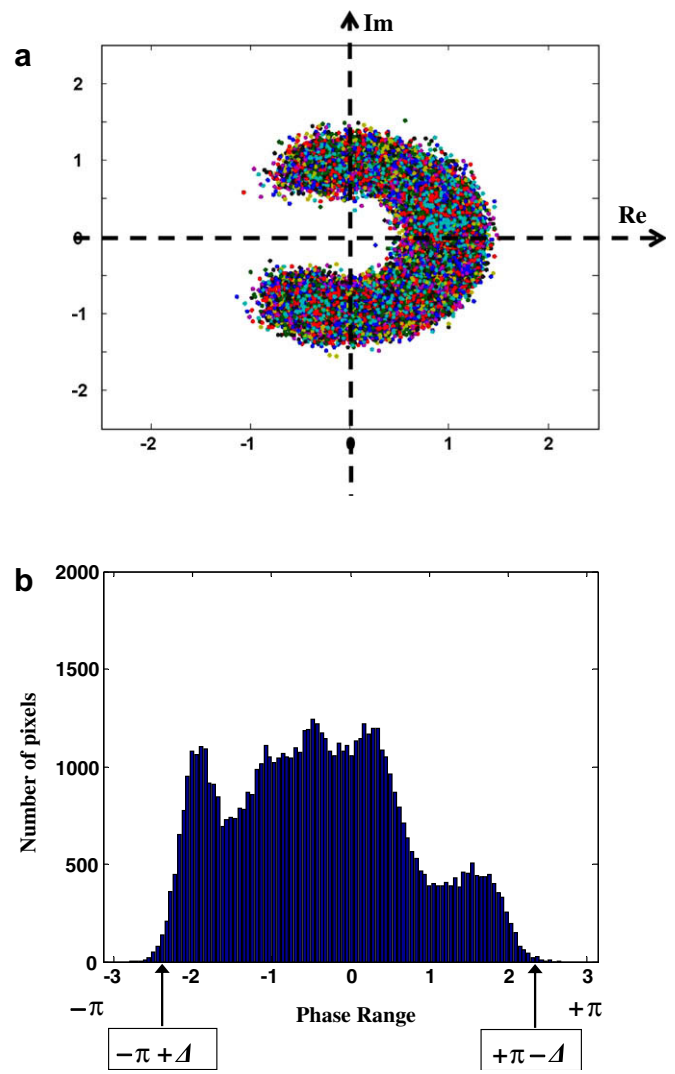 Im
a
2
1
Re
0
-1
-2
-2 -1 0 1 2
b
2000
1500
Number of pixels
1000
500
0
-3 -2 -1 0 1 2 3
−π Phase Range +π
−π +Δ +π −Δ